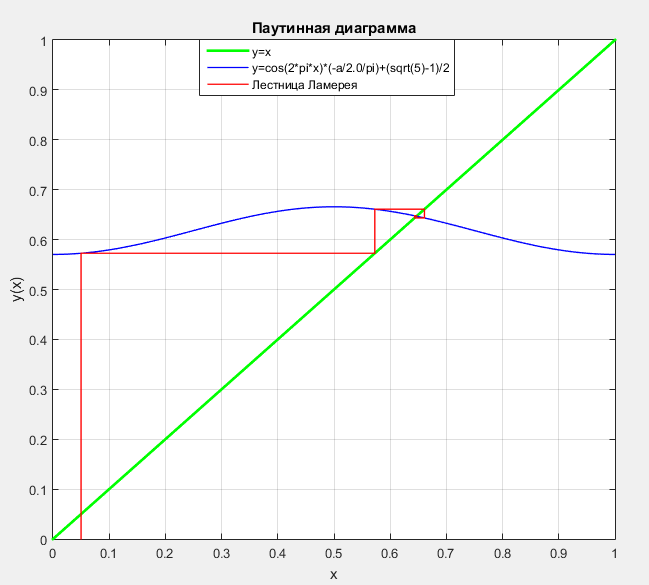 Паутинная диаграмма
y=x
y=cos(2*pi*x)*(-a/2.0/pi)+(sqrt(5)-1)/2
Лестница Ламерея
1
0.9
0.8
0.7
0.6
0.5
0.4
0.3
0.2
0.1
0
y(x)
0 0.1 0.2 0.3 0.4 0.5 0.6 0.7 0.8 0.9 1
x